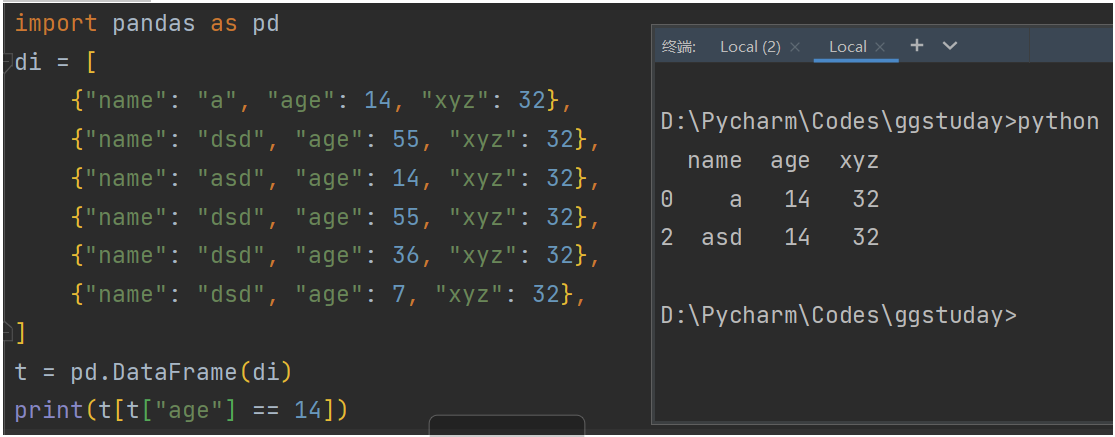 import pandas as pd
di = [
    {"name": "a", "age": 14, "xyz": 32},
    {"name": "dsd", "age": 55, "xyz": 32},
    {"name": "asd", "age": 14, "xyz": 32},
    {"name": "dsd", "age": 55, "xyz": 32},
    {"name": "dsd", "age": 36, "xyz": 32},
    {"name": "dsd", "age": 7, "xyz": 32},
]
t = pd.DataFrame(di)
print(t[t["age"] == 14])
终端: Local (2) × Local × +
D:\Pycharm\Codes\ggstuday>python
  name  age  xyz
0    a   14   32
2  asd   14   32
D:\Pycharm\Codes\ggstuday>